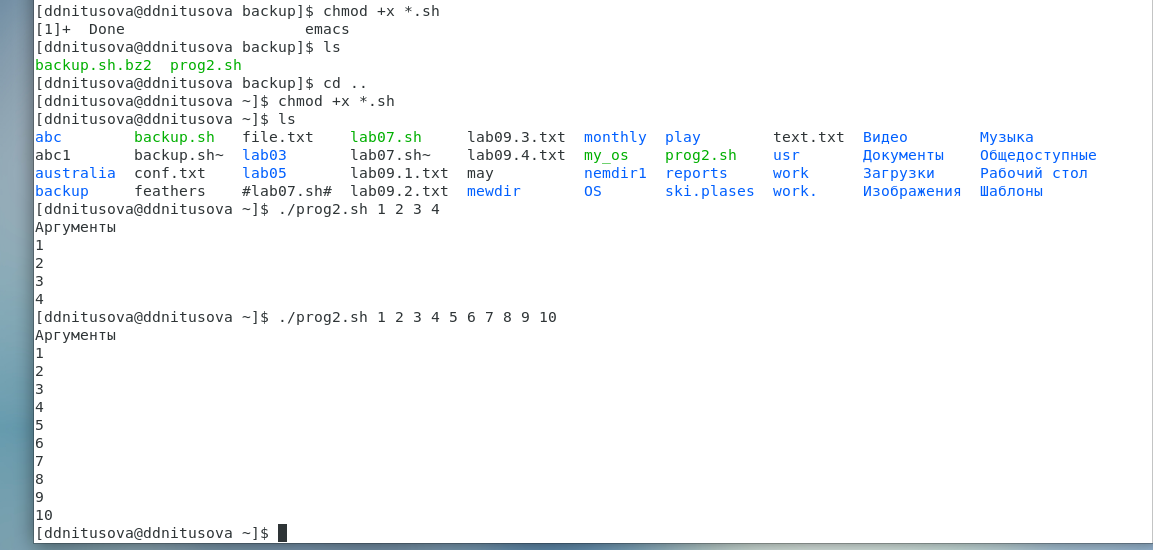 [ddnitusova@ddnitusova backup]$ chmod +x *.sh
[1]+  Done                    emacs
[ddnitusova@ddnitusova backup]$ ls
backup.sh.bz2  prog2.sh
[ddnitusova@ddnitusova backup]$ cd ..
[ddnitusova@ddnitusova ~]$ chmod +x *.sh
[ddnitusova@ddnitusova ~]$ ls
abc        backup.sh   file.txt   lab07.sh     lab09.3.txt  monthly  play        text.txt  Видео        Музыка
abc1       backup.sh~  lab03      lab07.sh~    lab09.4.txt  my_os    prog2.sh    usr       Документы    Общедоступные
australia  conf.txt    lab05      lab09.1.txt  may          nemdir1  reports     work      Загрузки     Рабочий стол
backup     feathers    #lab07.sh#  lab09.2.txt  mewdir       OS       ski.plases  work.     Изображения  Шаблоны
[ddnitusova@ddnitusova ~]$ ./prog2.sh 1 2 3 4
Аргументы
1
2
3
4
[ddnitusova@ddnitusova ~]$ ./prog2.sh 1 2 3 4 5 6 7 8 9 10
Аргументы
1
2
3
4
5
6
7
8
9
10
[ddnitusova@ddnitusova ~]$